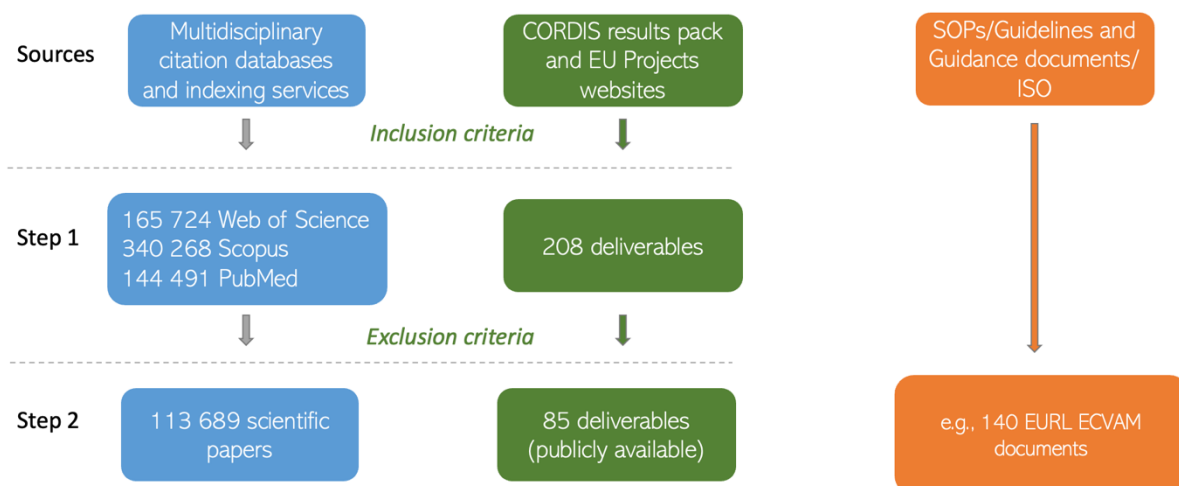 Sources
Multidisciplinary
citation databases
and indexing services
CORDIS results pack
and EU Projects
websites
SOPs/Guidelines and
Guidance documents/
ISO
Inclusion criteria
Step 1
165 724 Web of Science
340 268 Scopus
144 491 PubMed
208 deliverables
Exclusion criteria
Step 2
113 689 scientific
papers
85 deliverables
(publicly available)
e.g., 140 EURL ECVAM
documents